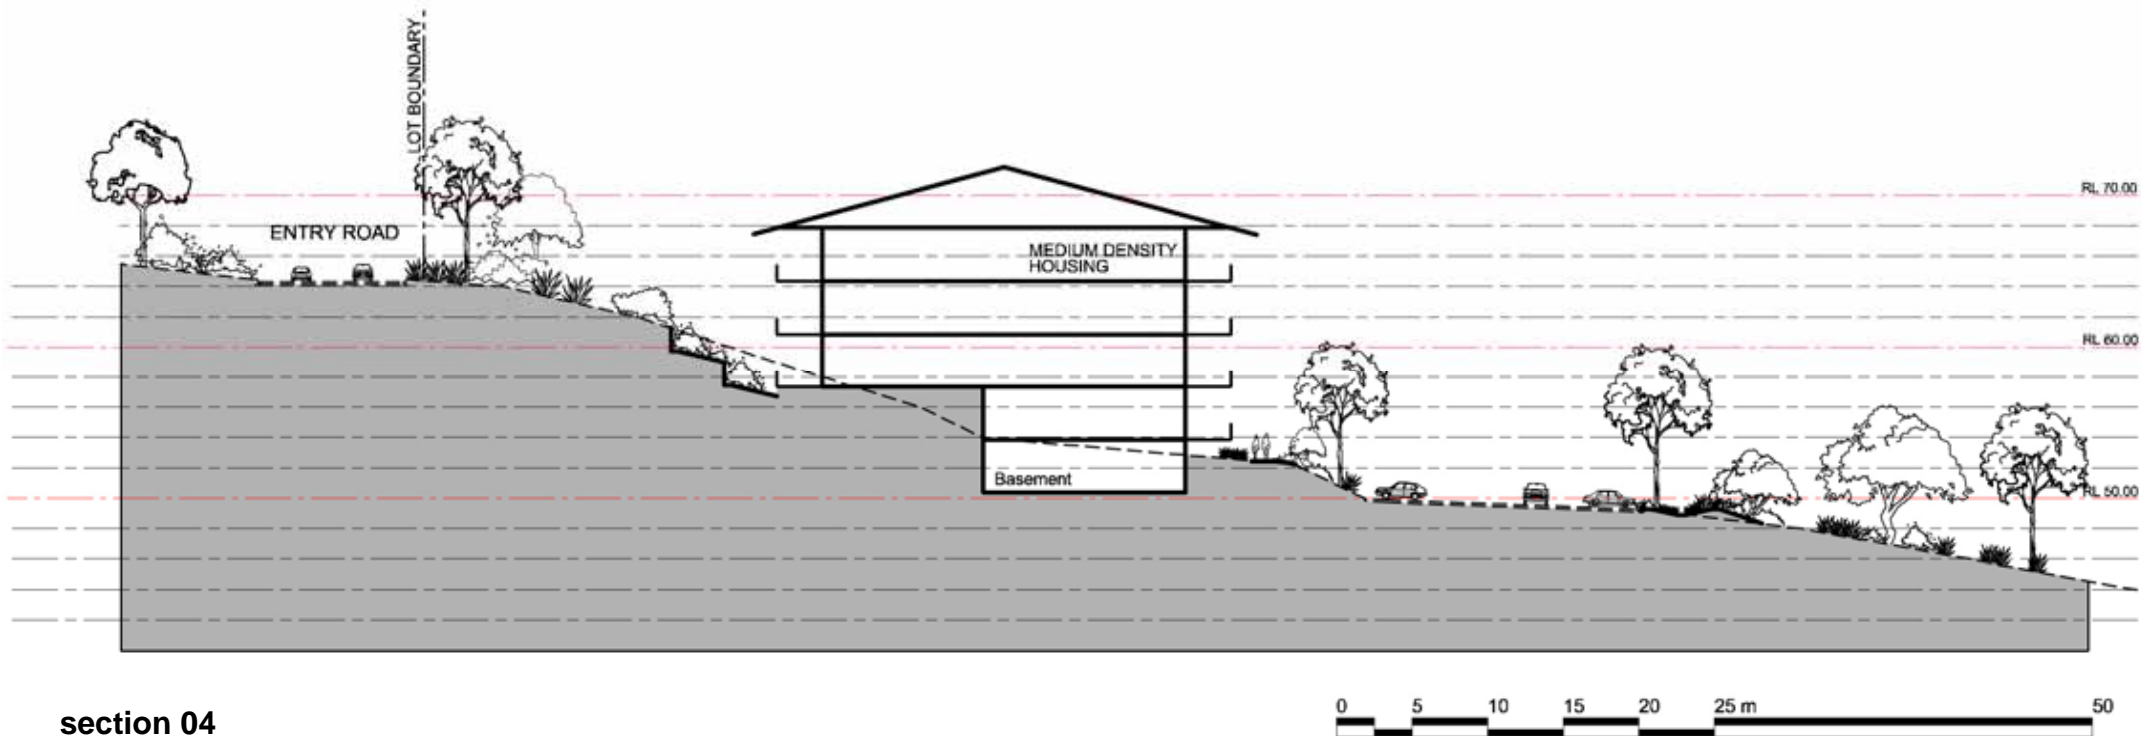 LOT BOUNDARY
RL 70.00
ENTRY ROAD
MEDIUM DENSITY
HOUSING
RL 60.00
Basement
RL 50.00
section 04
0 5 10 15 20 25 m 50